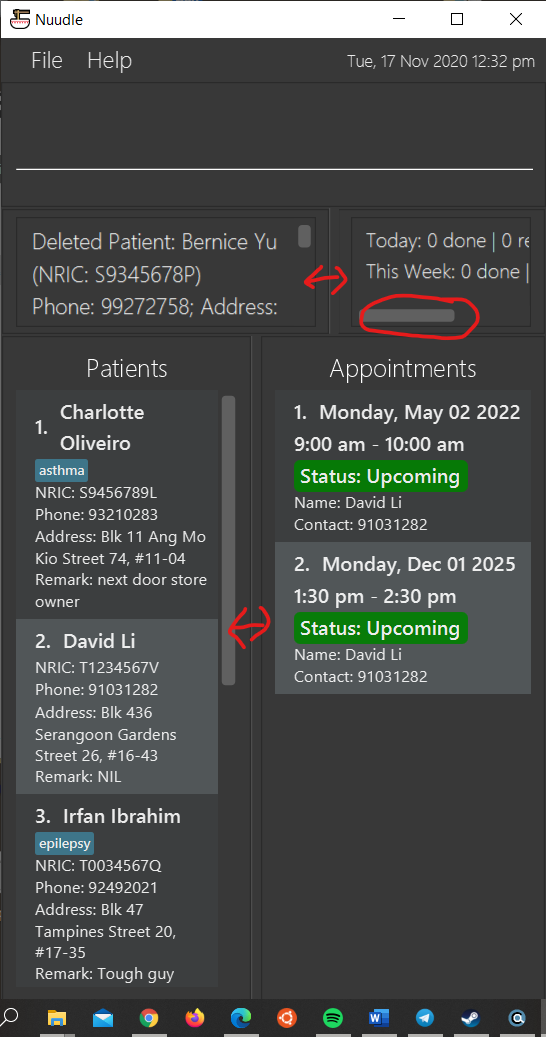 Nuudle
File Help Tue, 17 Nov 2020 12:32 pm
Deleted Patient: Bernice Yu
(NRIC: S9345678P)
Phone: 99272758; Address:
Today: 0 done | 0 re
This Week: 0 done |
Patients
1. Charlotte
Oliveiro
asthma
NRIC: S9456789L
Phone: 93210283
Address: Blk 11 Ang Mo
Kio Street 74, #11-04
Remark: next door store
owner
2. David Li
NRIC: T1234567V
Phone: 91031282
Address: Blk 436
Serangoon Gardens
Street 26, #16-43
Remark: NIL
3. Irfan Ibrahim
epilepsy
NRIC: T0034567Q
Phone: 92492021
Address: Blk 47
Tampines Street 20,
#17-35
Remark: Tough guy
Appointments
1. Monday, May 02 2022
9:00 am - 10:00 am
Status: Upcoming
Name: David Li
Contact: 91031282
2. Monday, Dec 01 2025
1:30 pm - 2:30 pm
Status: Upcoming
Name: David Li
Contact: 91031282